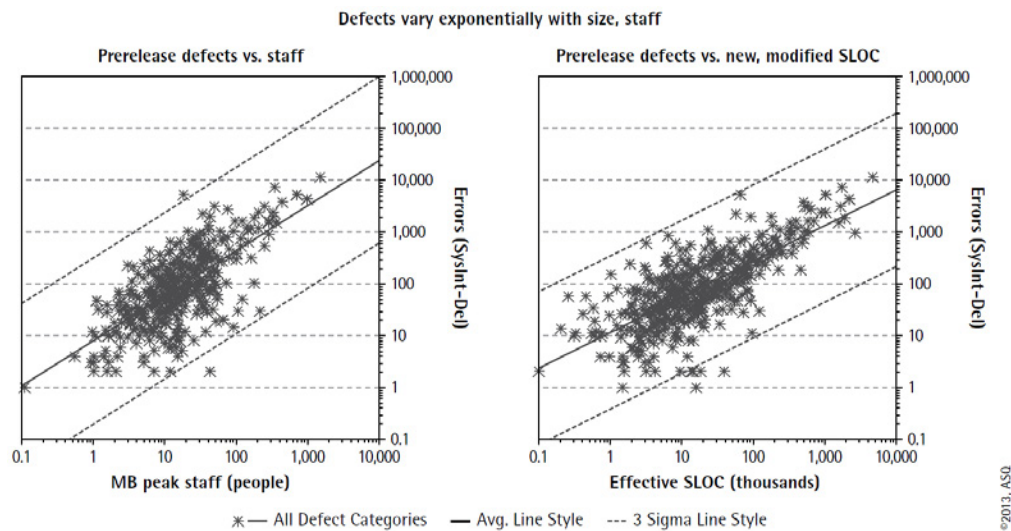 Defects vary exponentially with size, staff
Prerelease defects vs. staff
1,000,000
100,000
10,000
1,000
100
10
1
0.1
Errors (SysInt-Del)
0.1 1 10 100 1,000 10,000
MB peak staff (people)
Prerelease defects vs. new, modified SLOC
1,000,000
100,000
10,000
1,000
100
10
1
0.1
Errors (SysInt-Del)
0.1 1 10 100 1,000 10,000
Effective SLOC (thousands)
All Defect Categories Avg. Line Style 3 Sigma Line Style
©2013, ASQ